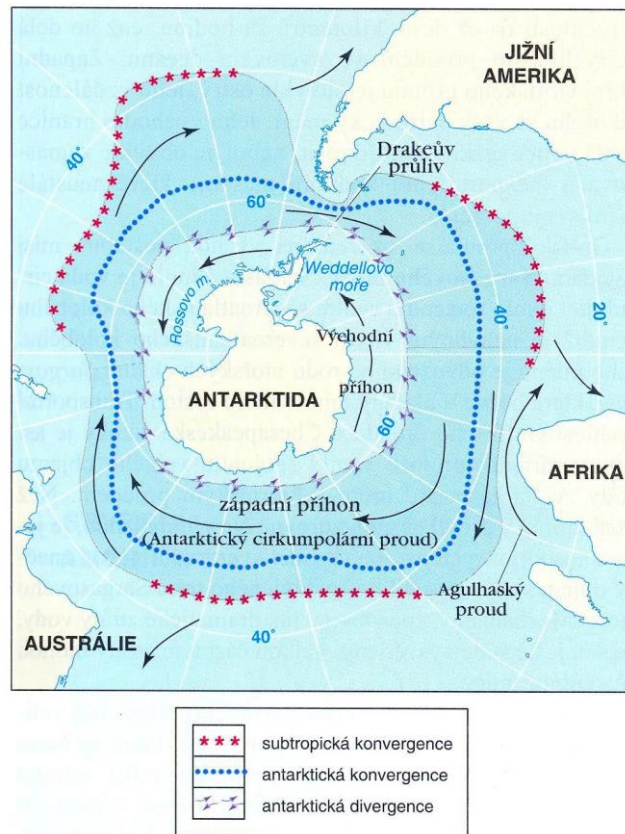 JIŽNÍ
AMERIKA
Drakeův
průliv
40°
60°
Weddellovo
moře
Rossovo m.
Východní
příhon
40°
20°
ANTARKTIDA
60°
AFRIKA
západní příhon
(Antarktický cirkumpolární proud)
Agulhaský
proud
AUSTRÁLIE
40°
subtropická konvergence
antarktická konvergence
antarktická divergence